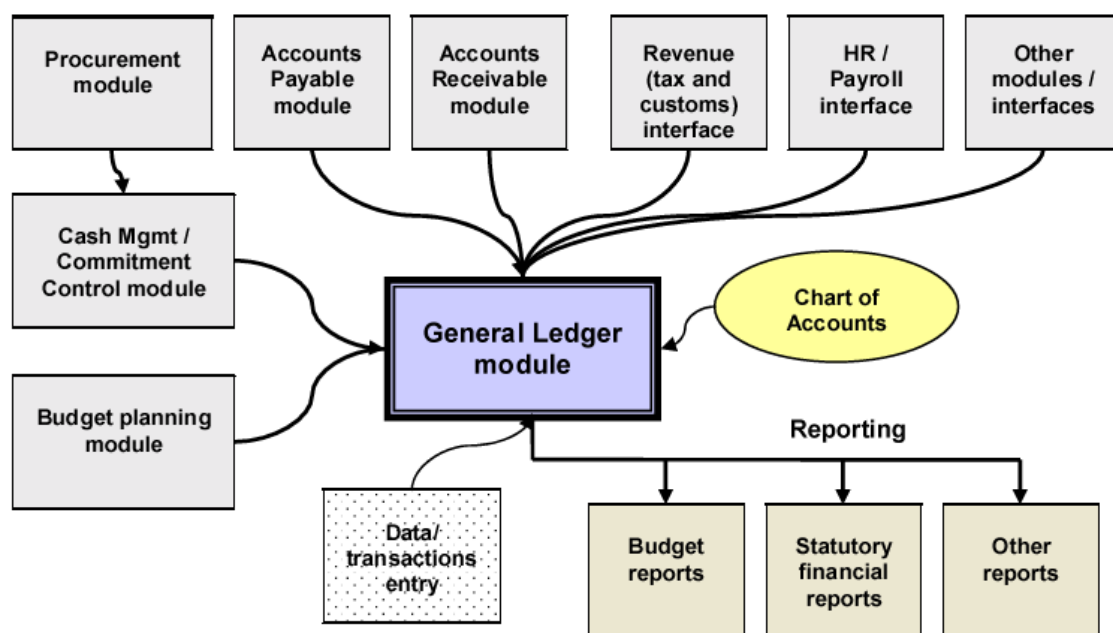 Procurement
module
Accounts
Payable
module
Accounts
Receivable
module
Revenue
(tax and
customs)
interface
HR /
Payroll
interface
Other
modules /
interfaces
Cash Mgmt /
Commitment
Control module
General Ledger
module
Chart of
Accounts
Budget planning
module
Reporting
Data/
transactions
entry
Budget
reports
Statutory
financial
reports
Other
reports